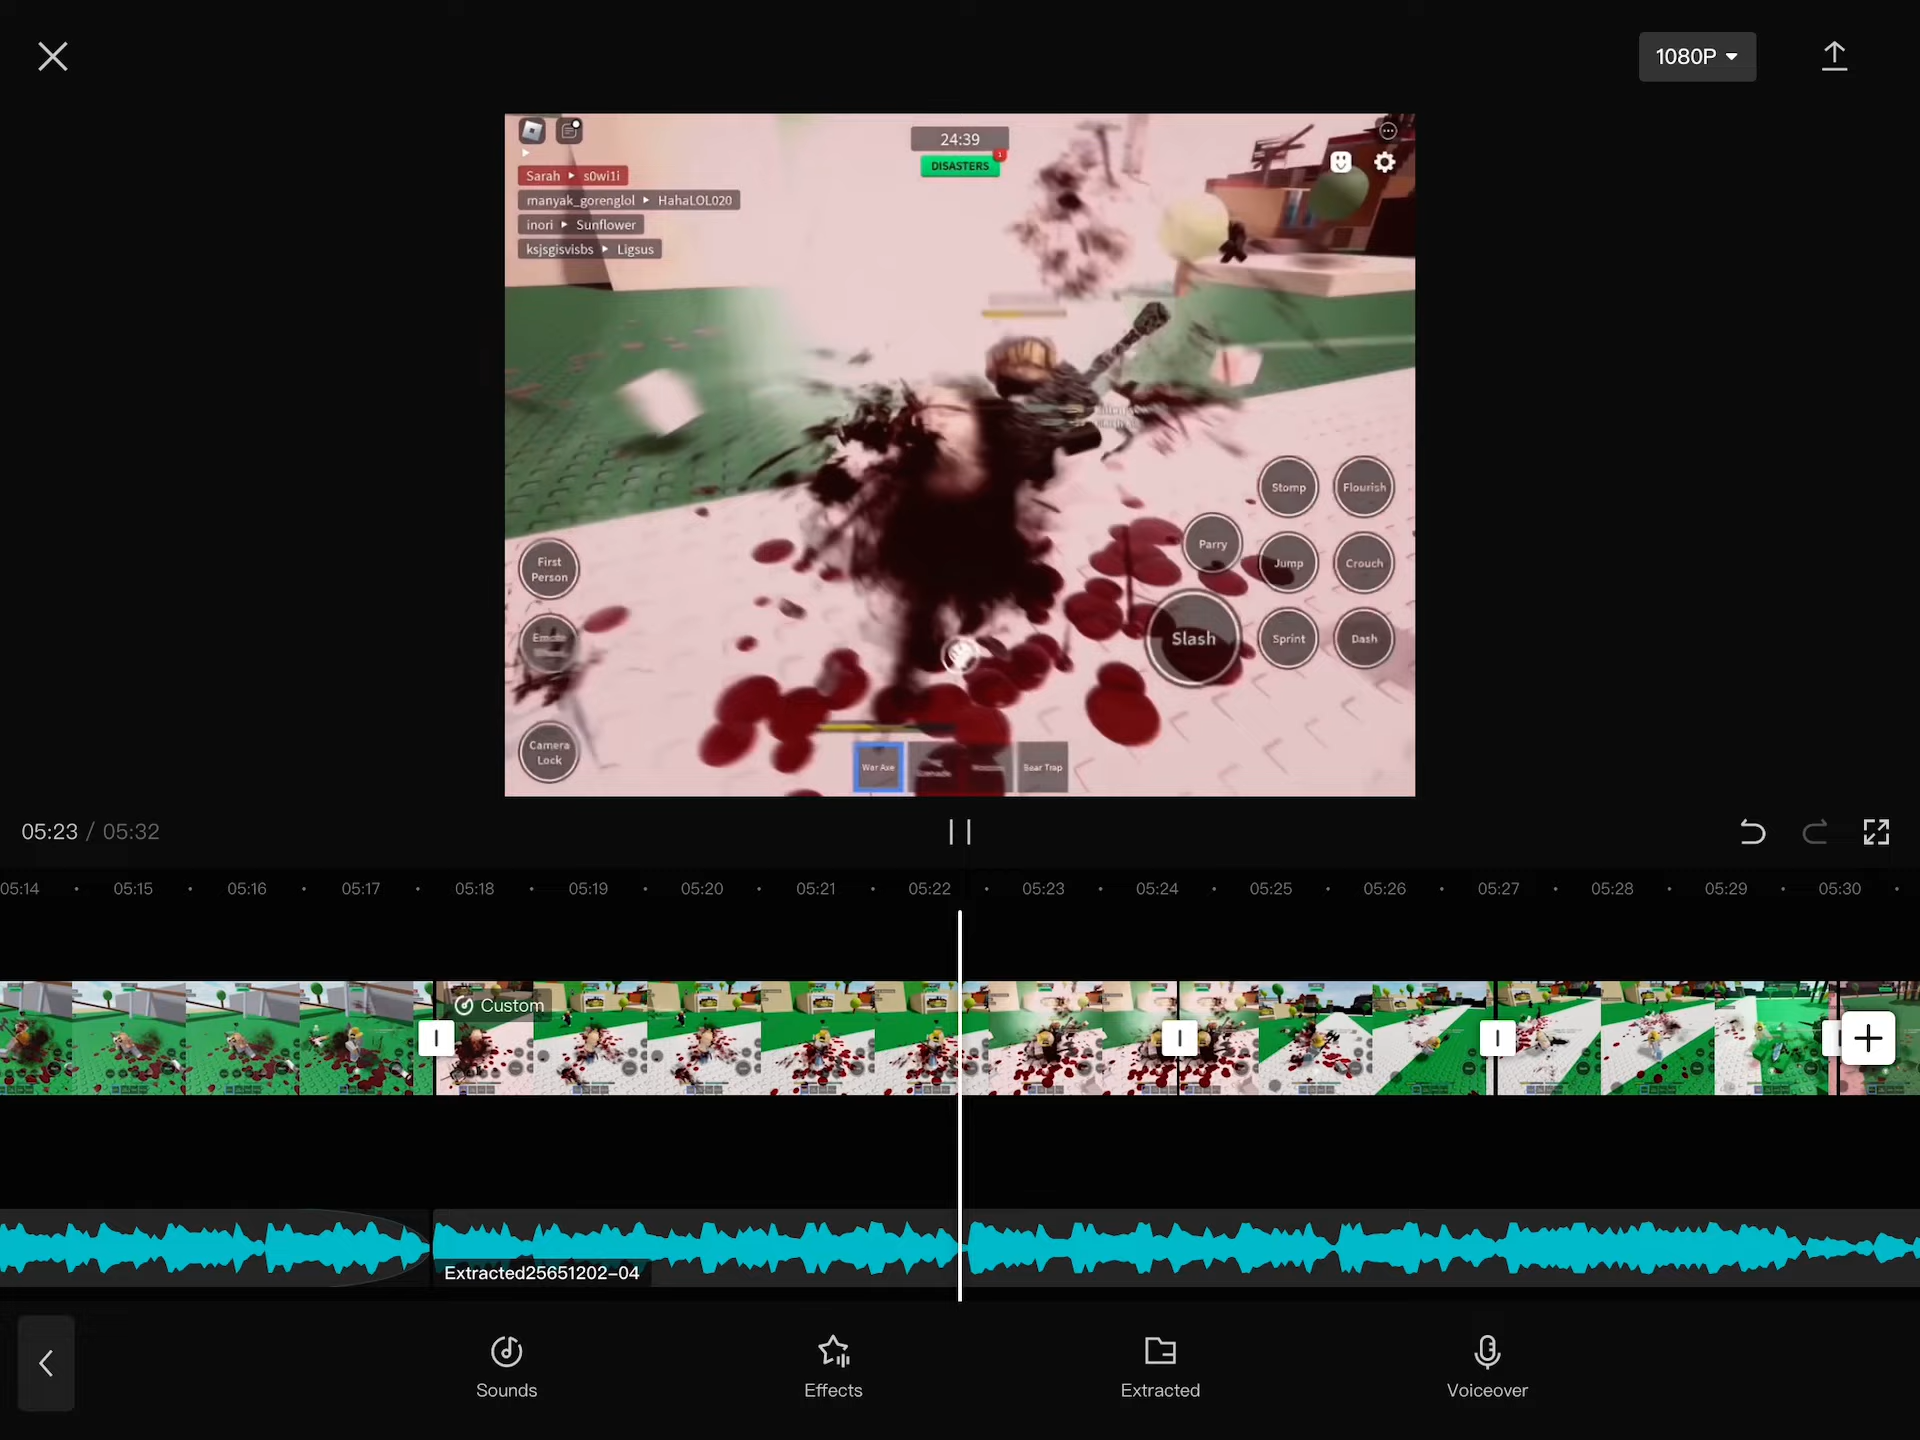 1080P
24:39
DISASTERS
1
Sarah ▸ s0wi1i
manyak_gorenglol ▸ HahaLOL020
inori ▸ Sunflower
ksjsgisvisbs ▸ Ligsus
Stomp
Flourish
Parry
Jump
Crouch
First
Person
Emote
Slash
Sprint
Dash
Camera
Lock
War Axe
Grenade
Bear Trap
05:23 / 05:32
05:14 05:15 05:16 05:17 05:18 05:19 05:20 05:21 05:22 05:23 05:24 05:25 05:26 05:27 05:28 05:29 05:30
Custom
Extracted25651202-04
Sounds
Effects
Extracted
Voiceover